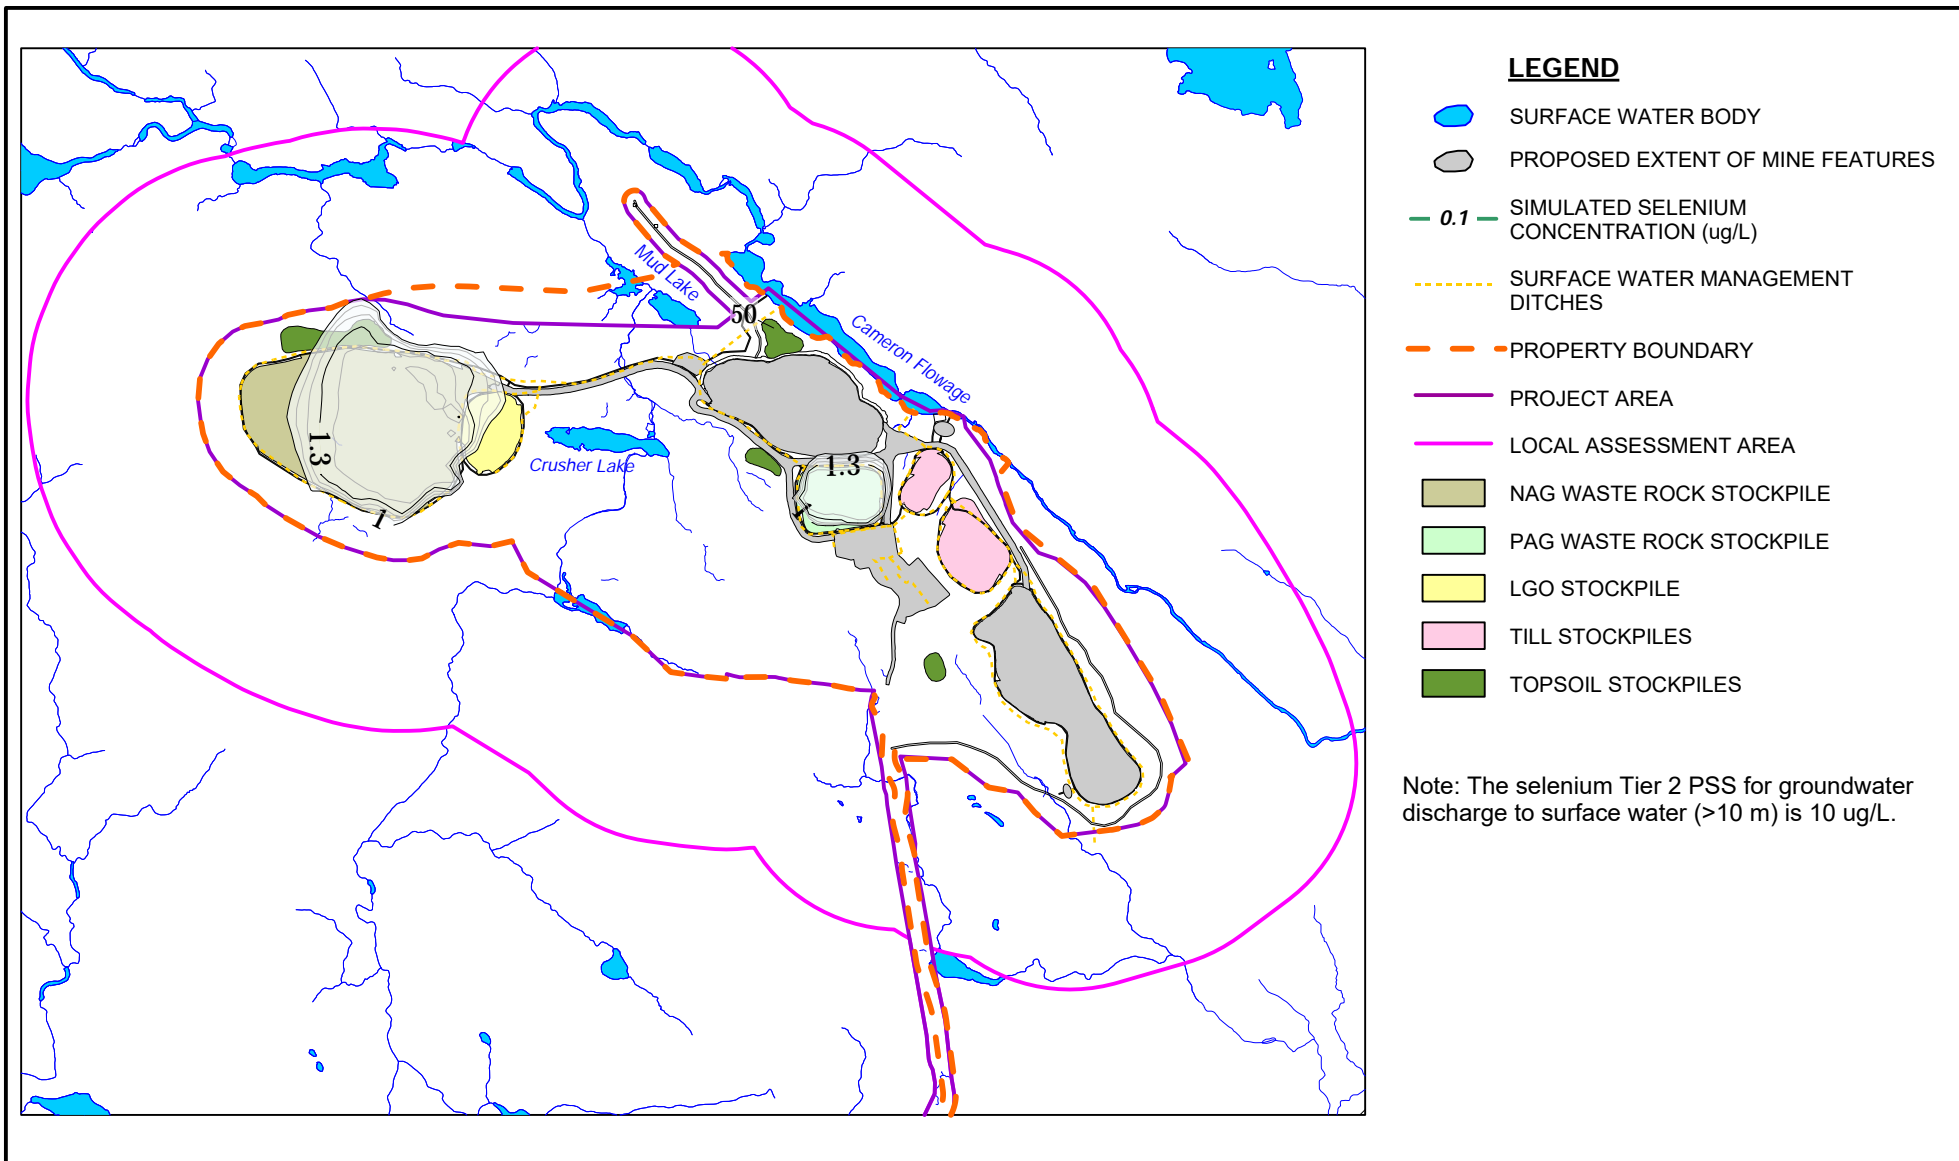 LEGEND
SURFACE WATER BODY
PROPOSED EXTENT OF MINE FEATURES
0.1
SIMULATED SELENIUM
CONCENTRATION (ug/L)
SURFACE WATER MANAGEMENT
DITCHES
PROPERTY BOUNDARY
PROJECT AREA
LOCAL ASSESSMENT AREA
NAG WASTE ROCK STOCKPILE
PAG WASTE ROCK STOCKPILE
LGO STOCKPILE
TILL STOCKPILES
TOPSOIL STOCKPILES
Note: The selenium Tier 2 PSS for groundwater
discharge to surface water (>10 m) is 10 ug/L.
Mud Lake
50
Cameron Flowage
1.3
Crusher Lake
1.3
1
1